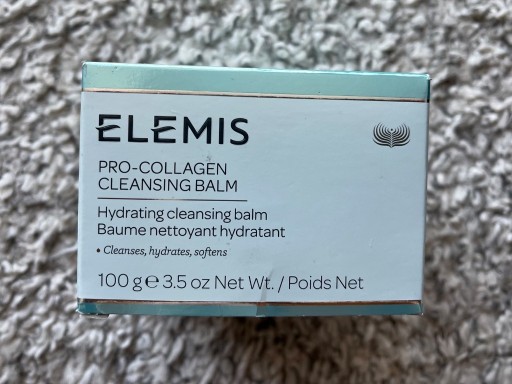 ELEMIS
PRO-COLLAGEN
CLEANSING BALM
Hydrating cleansing balm
Baume nettoyant hydratant
♦ Cleanses, hydrates, softens
100 g ℮ 3.5 oz Net Wt. / Poids Net